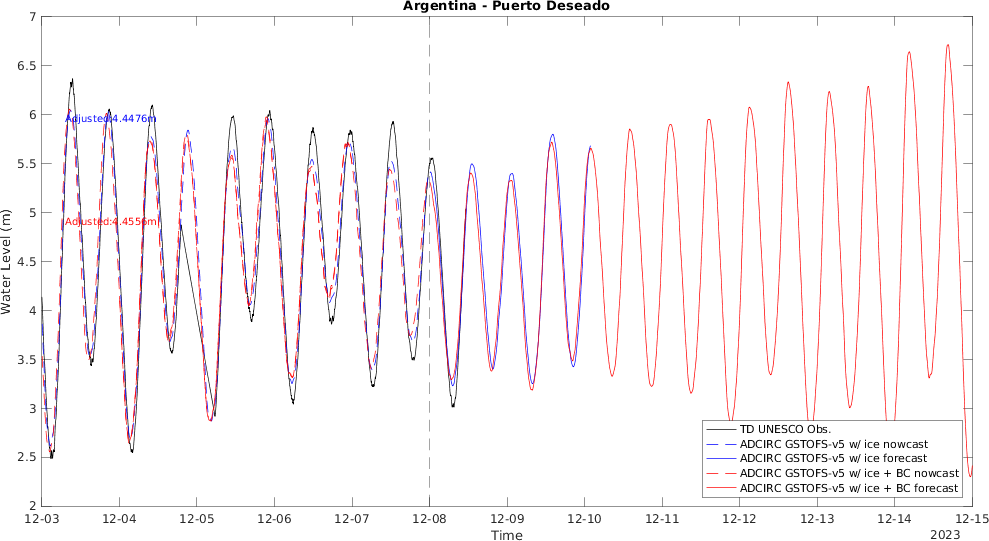 Argentina - Puerto Deseado
7
6.5
6
5.5
5
4.5
4
3.5
3
2.5
2
Water Level (m)
Adjusted:4.4476m
Adjusted:4.4556m
TD UNESCO Obs.
ADCIRC GSTOFS-v5 w/ ice nowcast
ADCIRC GSTOFS-v5 w/ ice forecast
ADCIRC GSTOFS-v5 w/ ice + BC nowcast
ADCIRC GSTOFS-v5 w/ ice + BC forecast
12-03 12-04 12-05 12-06 12-07 12-08 12-09 12-10 12-11 12-12 12-13 12-14 12-15
Time
2023